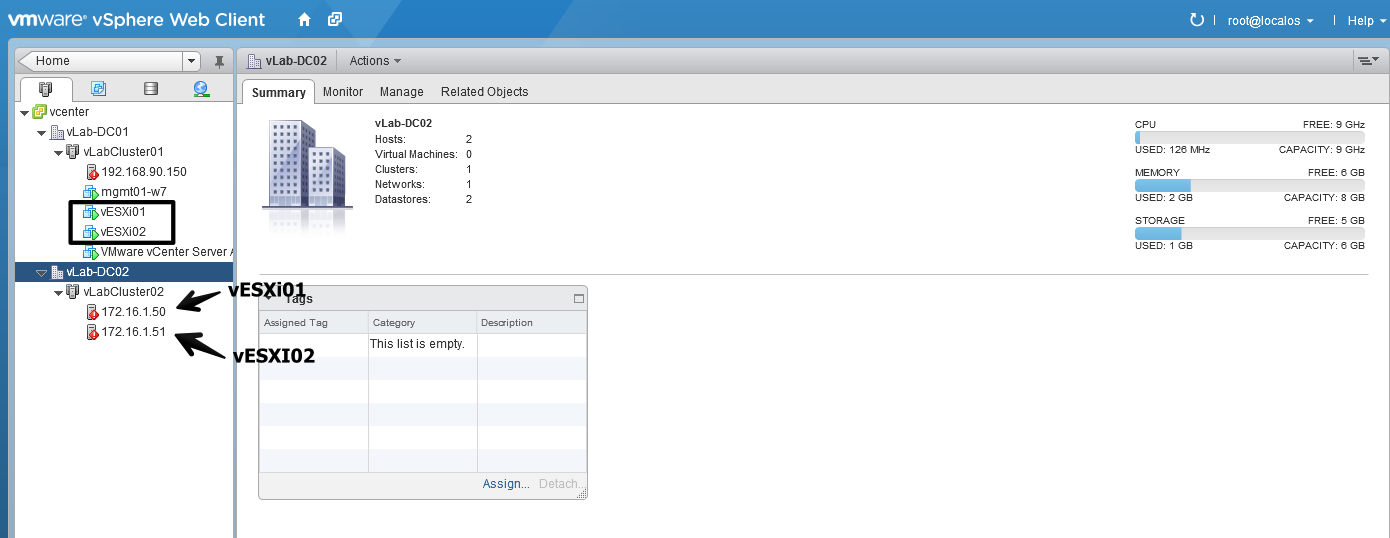 vmware® vSphere Web Client
root@localos
Help
Home
vLab-DC02
Actions
Summary
Monitor
Manage
Related Objects
vcenter
vLab-DC01
vLabCluster01
192.168.90.150
mgmt01-w7
vESXi01
vESXi02
VMware vCenter Server A
vLab-DC02
vLabCluster02
172.16.1.50
172.16.1.51
vESXi01
vESXI02
vLab-DC02
Hosts: 2
Virtual Machines: 0
Clusters: 1
Networks: 1
Datastores: 2
CPU FREE: 9 GHz
USED: 126 MHz CAPACITY: 9 GHz
MEMORY FREE: 6 GB
USED: 2 GB CAPACITY: 8 GB
STORAGE FREE: 5 GB
USED: 1 GB CAPACITY: 6 GB
Tags
Assigned Tag Category Description
This list is empty.
Assign... Detach...